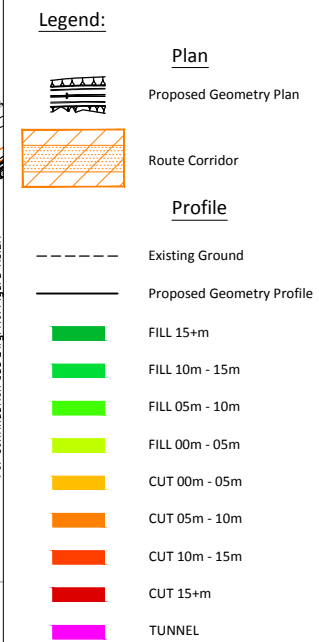 Legend:
Plan
Proposed Geometry Plan
Route Corridor
Profile
Existing Ground
Proposed Geometry Profile
FILL 15+m
FILL 10m - 15m
FILL 05m - 10m
FILL 00m - 05m
CUT 00m - 05m
CUT 05m - 10m
CUT 10m - 15m
CUT 15+m
TUNNEL